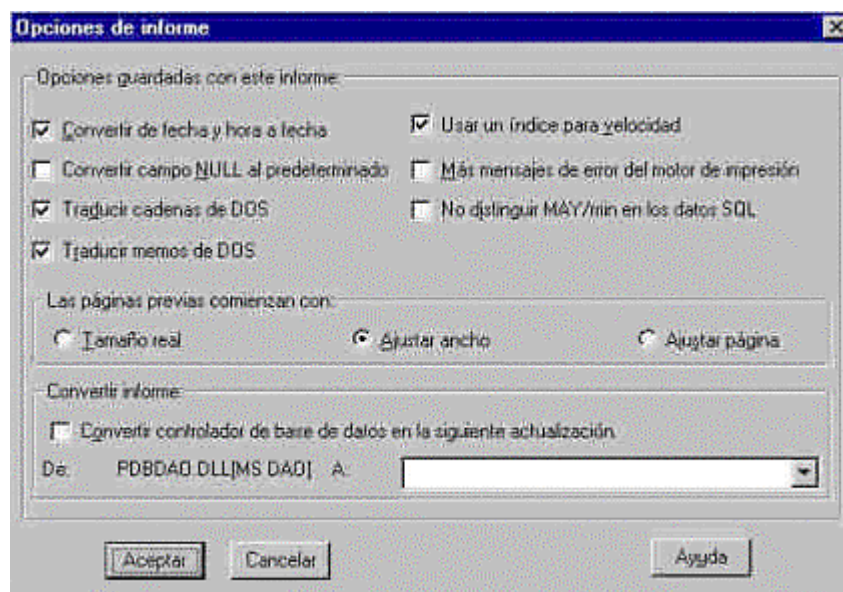 Opciones de informe
Opciones guardadas con este informe:
Convertir de fecha y hora a fecha
Usar un índice para velocidad
Convertir campo NULL al predeterminado
Más mensajes de error del motor de impresión
Traducir cadenas de DOS
No distinguir MAY/min en los datos SQL
Traducir memos de DOS
Las páginas previas comienzan con:
Tamaño real
Ajustar ancho
Ajustar página
Convertir informe:
Convertir controlador de base de datos en la siguiente actualización
De: PDBDAO.DLL[MS DAO] A:
Aceptar
Cancelar
Ayuda